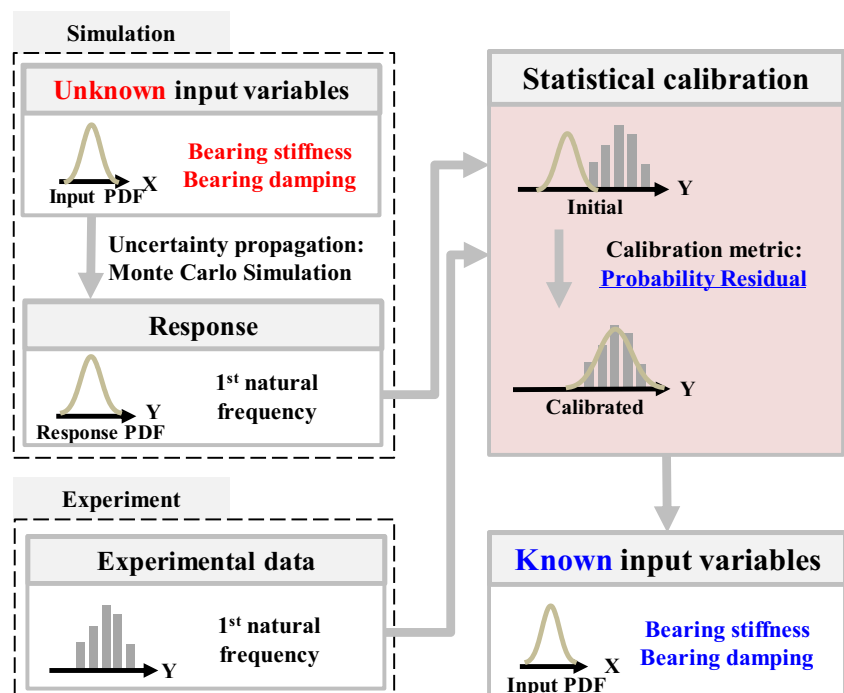 Simulation
Unknown input variables
Bearing stiffness
Bearing damping
X
Input PDF
Uncertainty propagation:
Monte Carlo Simulation
Response
1st natural
frequency
Y
Response PDF
Experiment
Experimental data
1st natural
frequency
Y
Statistical calibration
Y
Initial
Calibration metric:
Probability Residual
Y
Calibrated
Known input variables
Bearing stiffness
Bearing damping
X
Input PDF